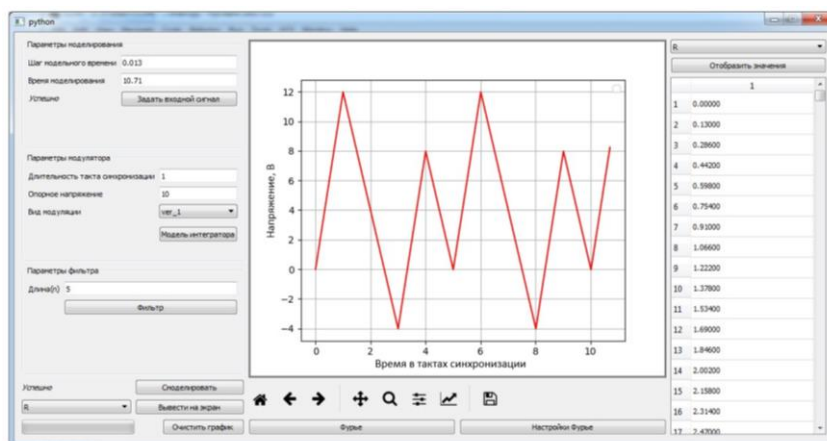 python
Параметры моделирования
Шаг модельного времени 0.013
Время моделирования 10.71
Успешно Задать входной сигнал
Параметры модулятора
Длительность такта синхронизации 1
Опорное напряжение 10
Вид модуляции ver_1
Модель интегратора
Параметры фильтра
Длина(n) 5
Фильтр
Успешно Смоделировать
R Вывести на экран
Очистить график
Напряжение, В
12
10
8
6
4
2
0
−2
−4
0 2 4 6 8 10
Время в тактах синхронизации
Фурье Настройки Фурье
R
Отобразить значения
1
1 0.00000
2 0.13000
3 0.28600
4 0.44200
5 0.59800
6 0.75400
7 0.91000
8 1.06600
9 1.22200
10 1.37800
11 1.53400
12 1.69000
13 1.84600
14 2.00200
15 2.15800
16 2.31400
17 2.47000